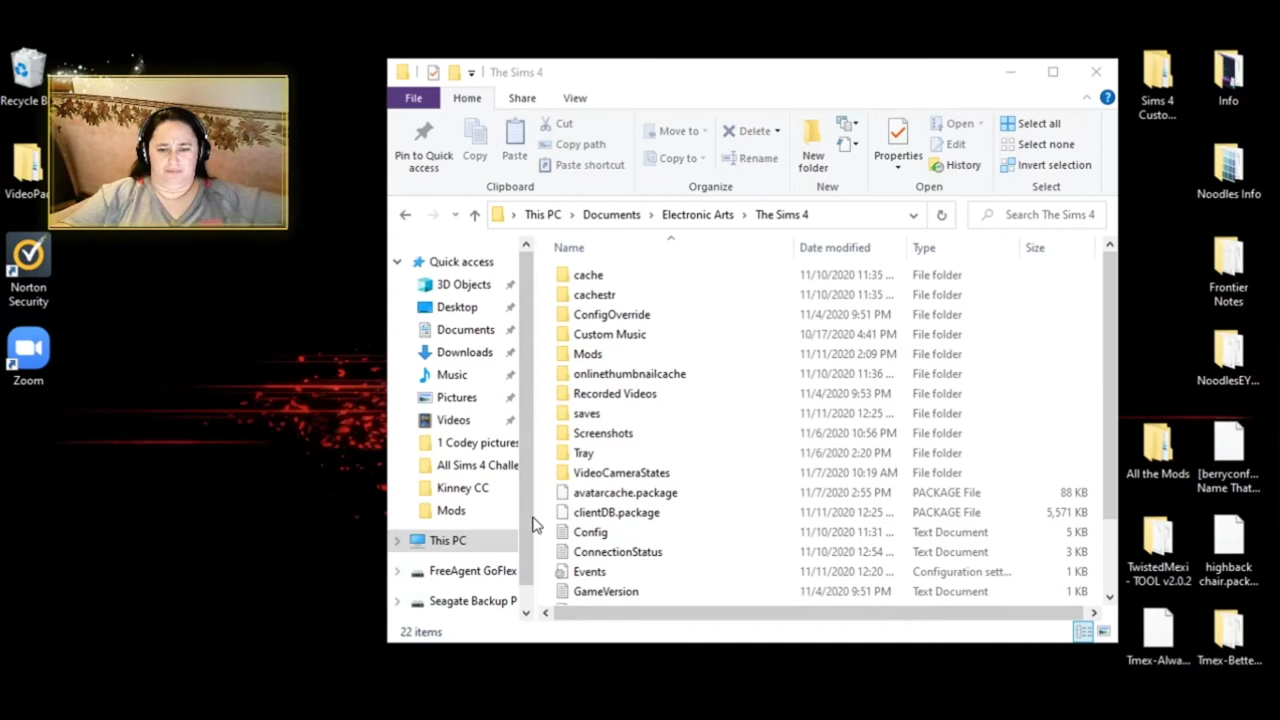 Recycle B
VideoPa
Norton
Security
Zoom
The Sims 4
File
Home
Share
View
Pin to Quick
access
Copy
Paste
Cut
Copy path
Paste shortcut
Clipboard
Move to
Copy to
Delete
Rename
Organize
New
folder
New
Properties
Open
Edit
History
Open
Select all
Select none
Invert selection
Select
This PC > Documents > Electronic Arts > The Sims 4
Search The Sims 4
Quick access
3D Objects
Desktop
Documents
Downloads
Music
Pictures
Videos
1 Codey pictures
All Sims 4 Challe
Kinney CC
Mods
This PC
FreeAgent GoFlex
Seagate Backup P
Name Date modified Type Size
cache 11/10/2020 11:35 ... File folder
cachestr 11/10/2020 11:35 ... File folder
ConfigOverride 11/4/2020 9:51 PM File folder
Custom Music 10/17/2020 4:41 PM File folder
Mods 11/11/2020 2:09 PM File folder
onlinethumbnailcache 11/10/2020 11:36 ... File folder
Recorded Videos 11/4/2020 9:53 PM File folder
saves 11/11/2020 12:25 ... File folder
Screenshots 11/6/2020 10:56 PM File folder
Tray 11/6/2020 2:20 PM File folder
VideoCameraStates 11/7/2020 10:19 AM File folder
avatarcache.package 11/7/2020 2:55 PM PACKAGE File 88 KB
clientDB.package 11/11/2020 12:25 ... PACKAGE File 5,571 KB
Config 11/10/2020 11:31 ... Text Document 5 KB
ConnectionStatus 11/10/2020 12:54 ... Text Document 3 KB
Events 11/11/2020 12:20 ... Configuration sett... 1 KB
GameVersion 11/4/2020 9:51 PM Text Document 1 KB
22 items
Sims 4
Custo...
Info
Noodles Info
Frontier
Notes
NoodlesEY...
All the Mods
[berryconf...
Name That...
TwistedMexi
- TOOL v2.0.2
highback
chair.pack...
Tmex-Alwa...
Tmex-Bette...